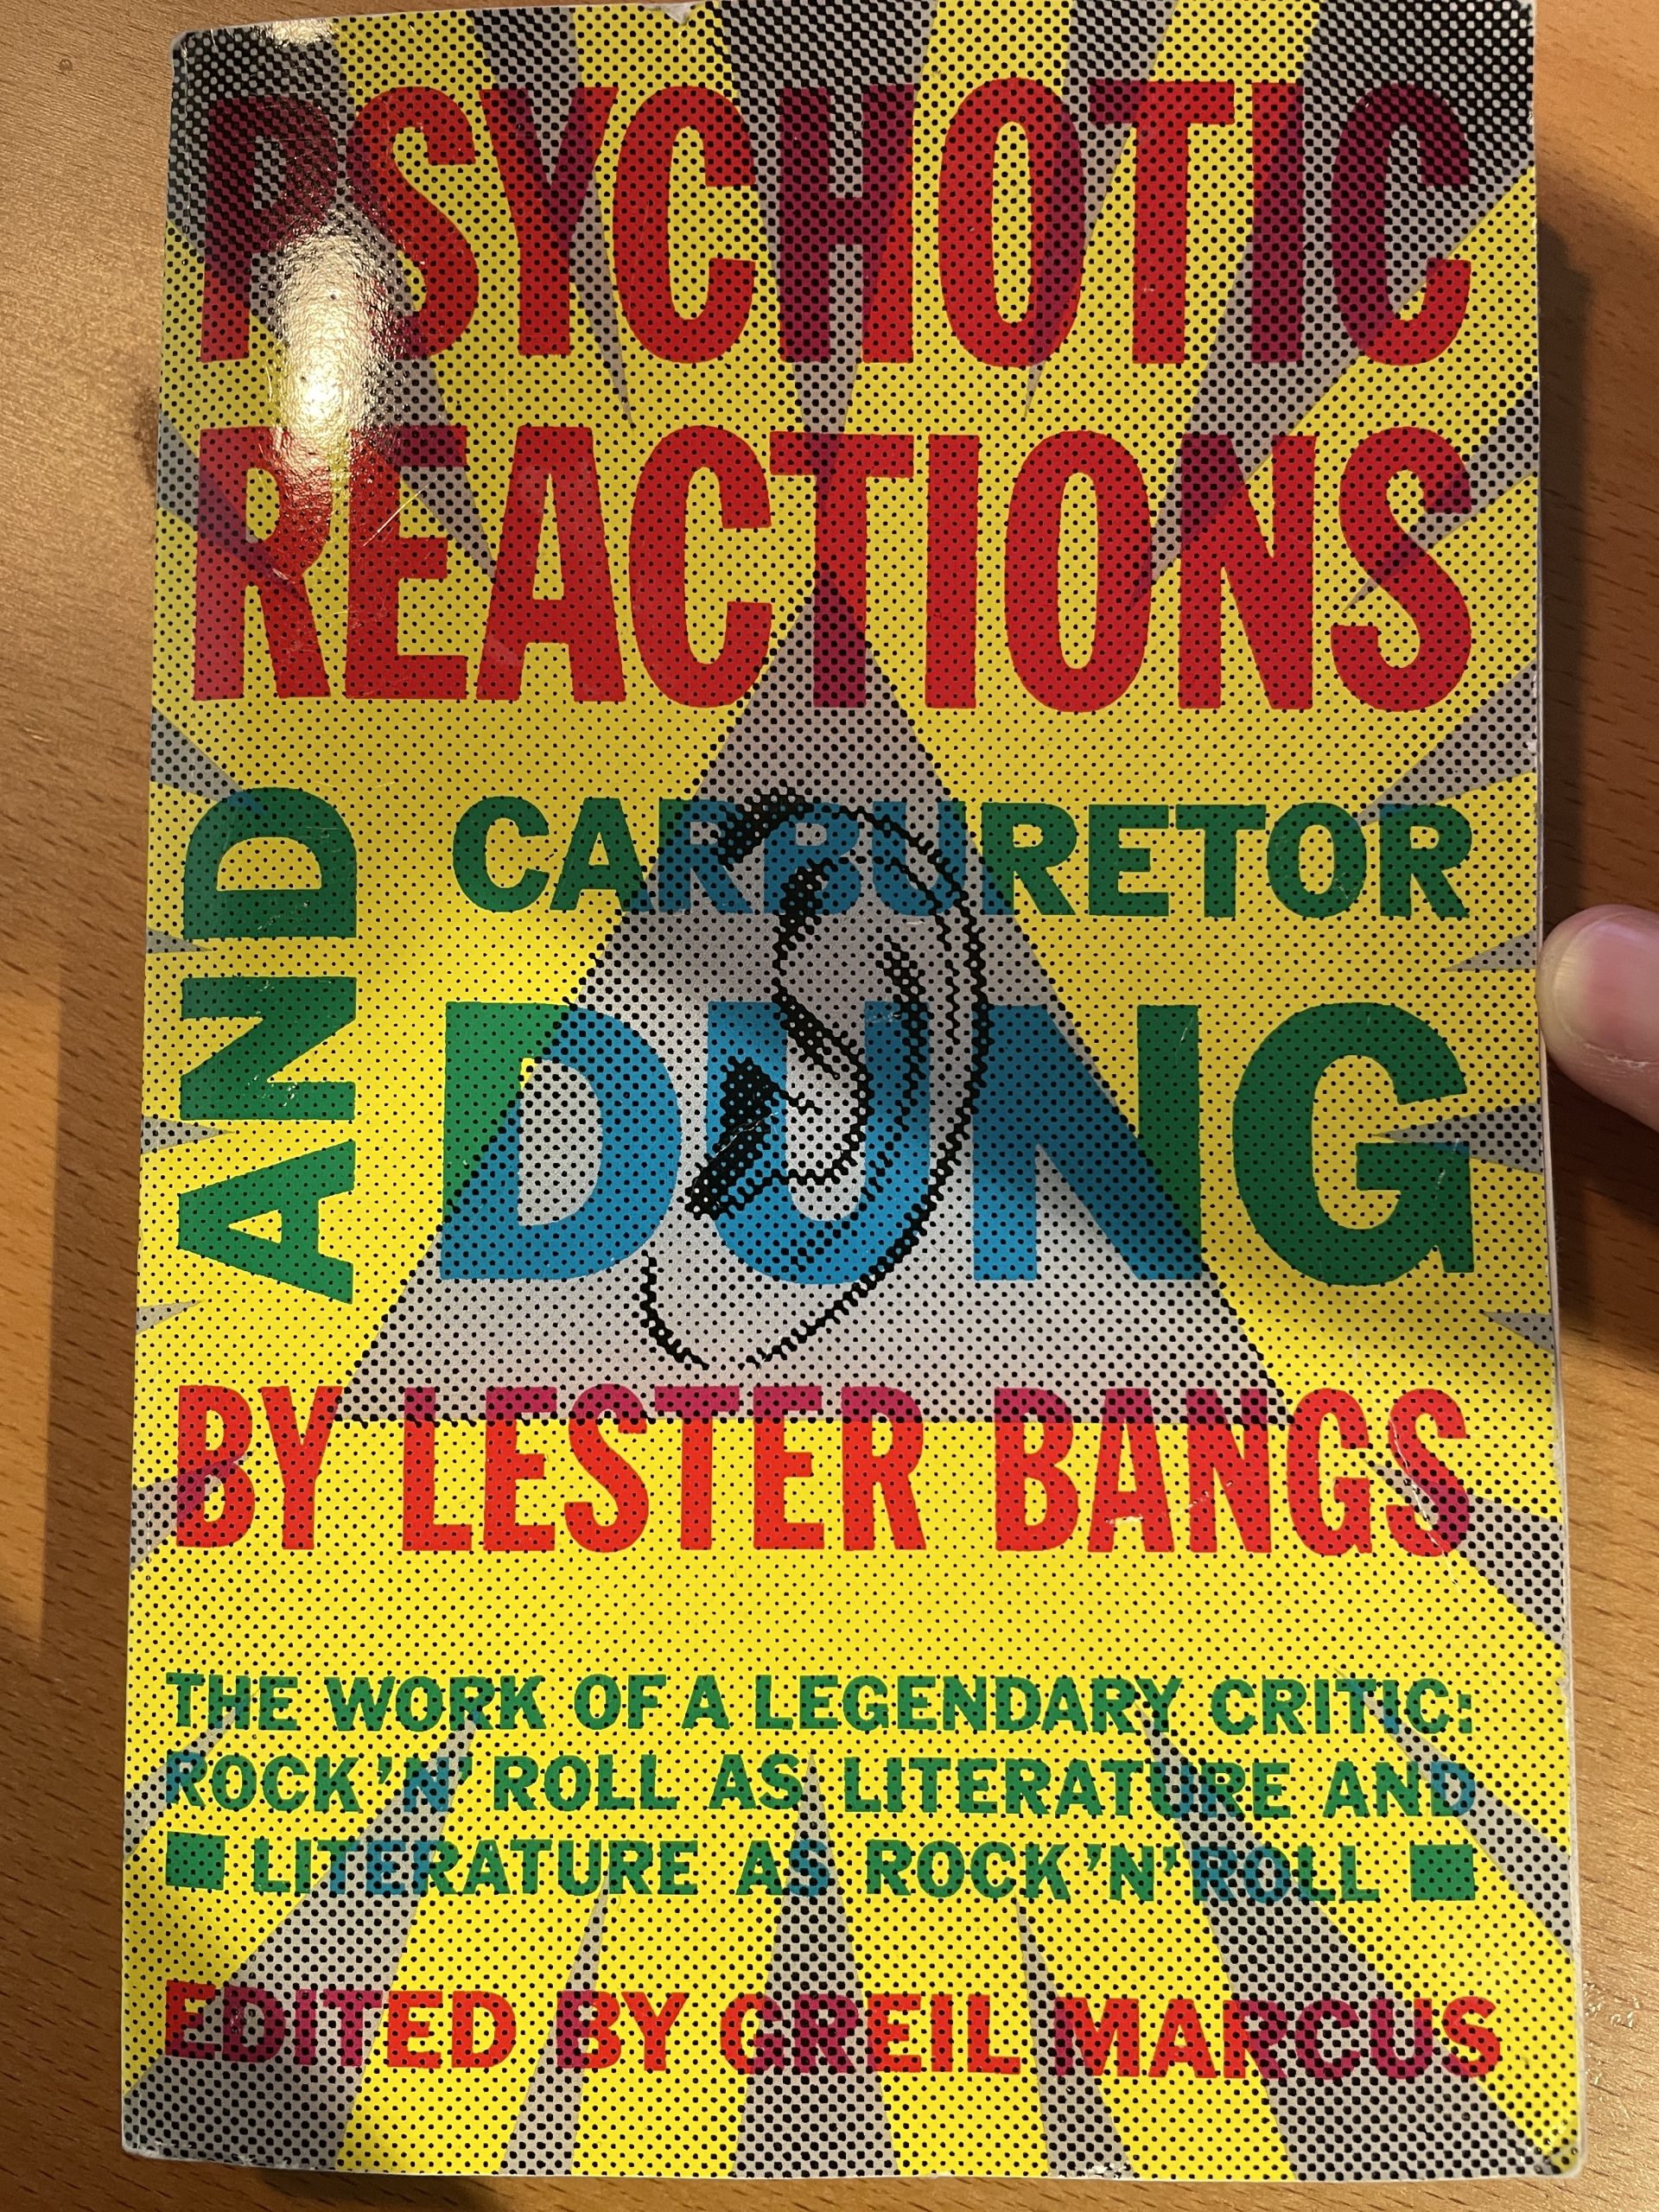 PSYCHOTIC
REACTIONS
AND
CARBURETOR
DUNG
BY LESTER BANGS
THE WORK OF A LEGENDARY CRITIC:
ROCK 'N' ROLL AS LITERATURE AND
LITERATURE AS ROCK 'N' ROLL
EDITED BY GREIL MARCUS